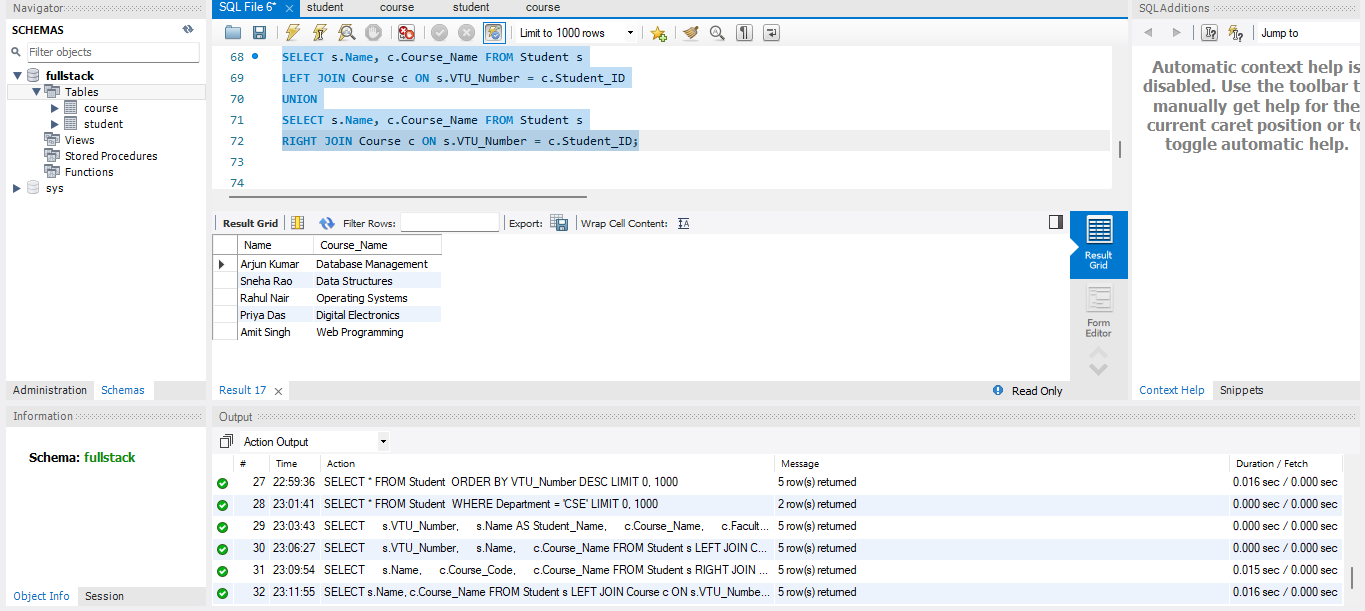 Navigator
SCHEMAS
Filter objects
fullstack
Tables
course
student
Views
Stored Procedures
Functions
sys
Administration Schemas
Information
Schema: fullstack
Object Info Session
SQL File 6* × student course student course
Limit to 1000 rows
68 SELECT s.Name, c.Course_Name FROM Student s
69 LEFT JOIN Course c ON s.VTU_Number = c.Student_ID
70 UNION
71 SELECT s.Name, c.Course_Name FROM Student s
72 RIGHT JOIN Course c ON s.VTU_Number = c.Student_ID;
73
74
Result Grid Filter Rows: Export: Wrap Cell Content:
Name Course_Name
Arjun Kumar Database Management
Sneha Rao Data Structures
Rahul Nair Operating Systems
Priya Das Digital Electronics
Amit Singh Web Programming
Result Grid
Form Editor
Result 17 × Read Only
Output
Action Output
# Time Action Message Duration / Fetch
27 22:59:36 SELECT * FROM Student ORDER BY VTU_Number DESC LIMIT 0, 1000 5 row(s) returned 0.016 sec / 0.000 sec
28 23:01:41 SELECT * FROM Student WHERE Department = 'CSE' LIMIT 0, 1000 2 row(s) returned 0.000 sec / 0.000 sec
29 23:03:43 SELECT s.VTU_Number, s.Name AS Student_Name, c.Course_Name, c.Facult... 5 row(s) returned 0.000 sec / 0.000 sec
30 23:06:27 SELECT s.VTU_Number, s.Name, c.Course_Name FROM Student s LEFT JOIN C... 5 row(s) returned 0.000 sec / 0.000 sec
31 23:09:54 SELECT s.Name, c.Course_Code, c.Course_Name FROM Student s RIGHT JOIN ... 5 row(s) returned 0.015 sec / 0.000 sec
32 23:11:55 SELECT s.Name, c.Course_Name FROM Student s LEFT JOIN Course c ON s.VTU_Numbe... 5 row(s) returned 0.016 sec / 0.000 sec
SQLAdditions
Jump to
Automatic context help is
disabled. Use the toolbar t
manually get help for the
current caret position or to
toggle automatic help.
Context Help Snippets